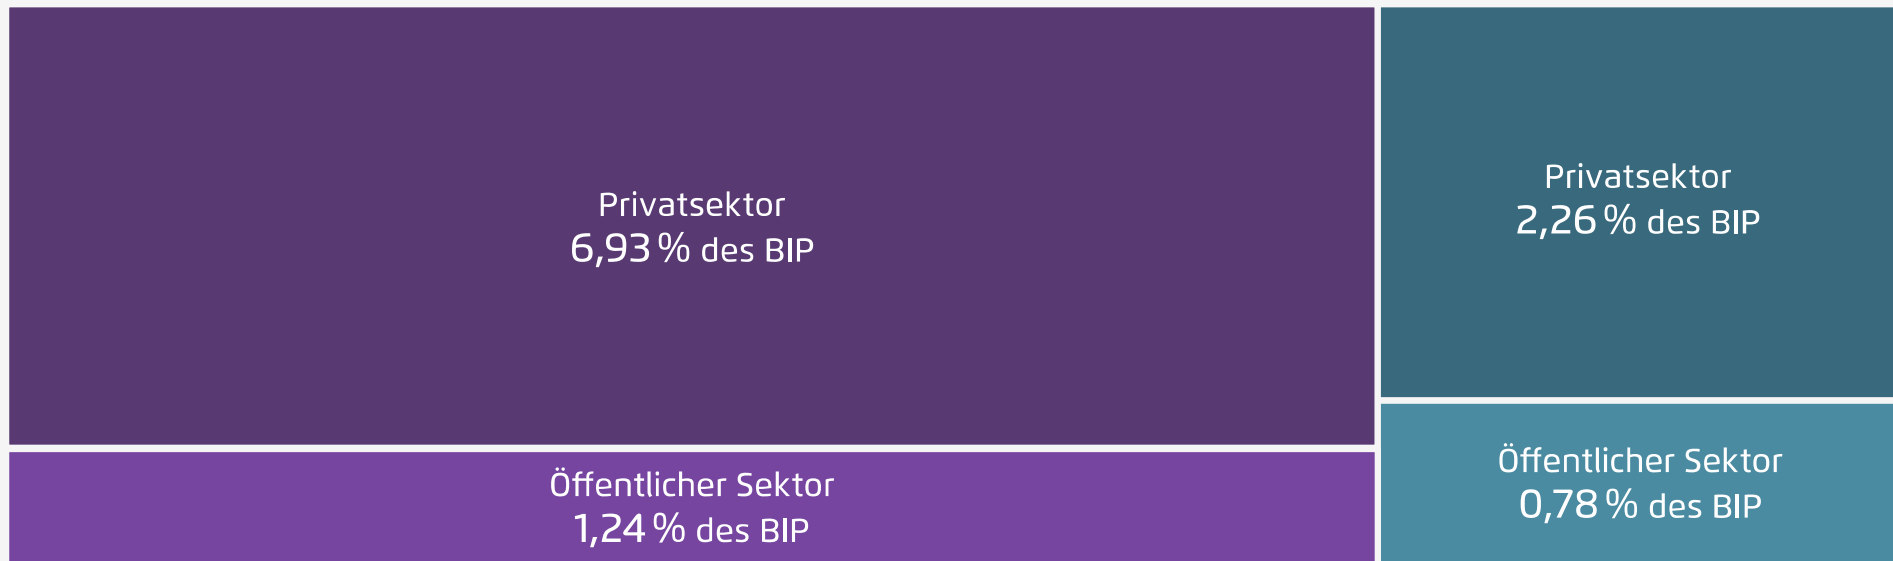 Privatsektor
6,93 % des BIP
Öffentlicher Sektor
1,24 % des BIP
Privatsektor
2,26 % des BIP
Öffentlicher Sektor
0,78 % des BIP